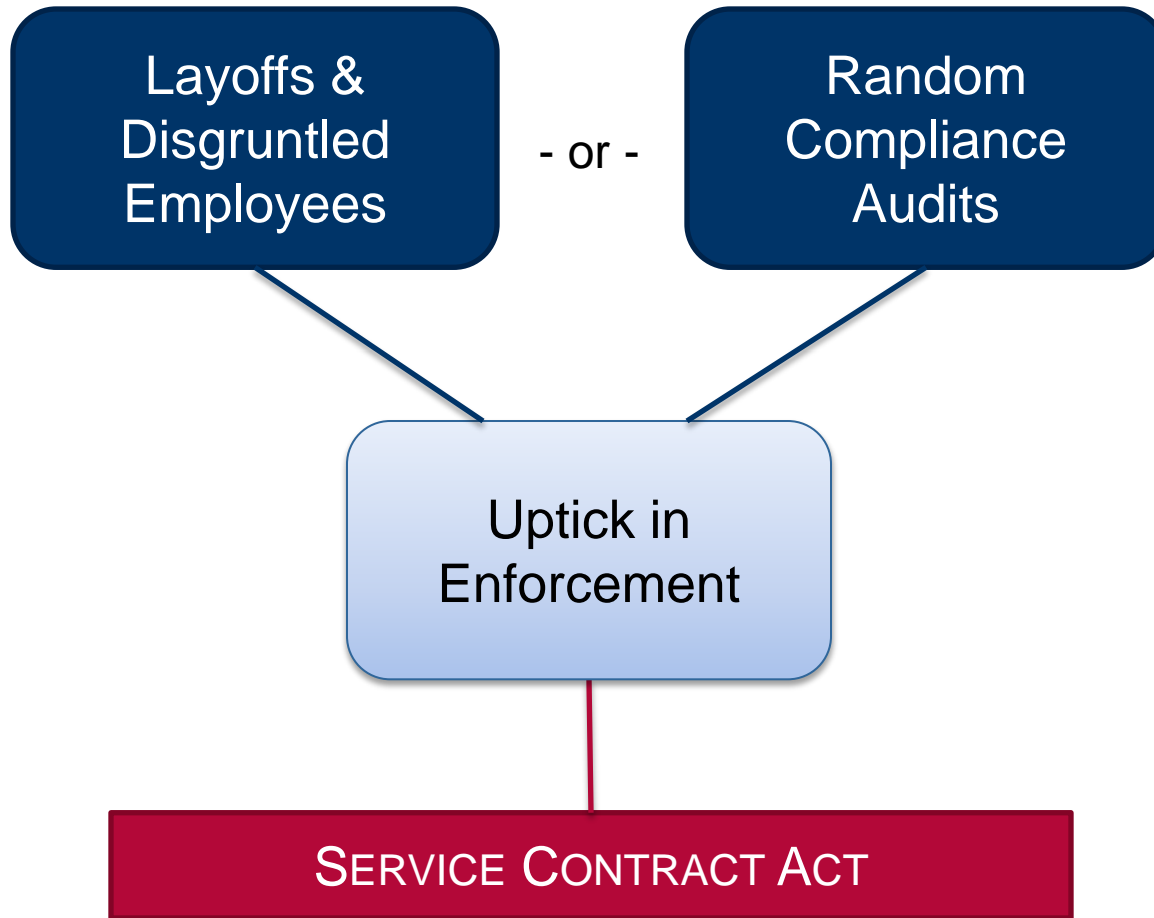 Layoffs &
Disgruntled
Employees
- or -
Random
Compliance
Audits
Uptick in
Enforcement
SERVICE CONTRACT ACT